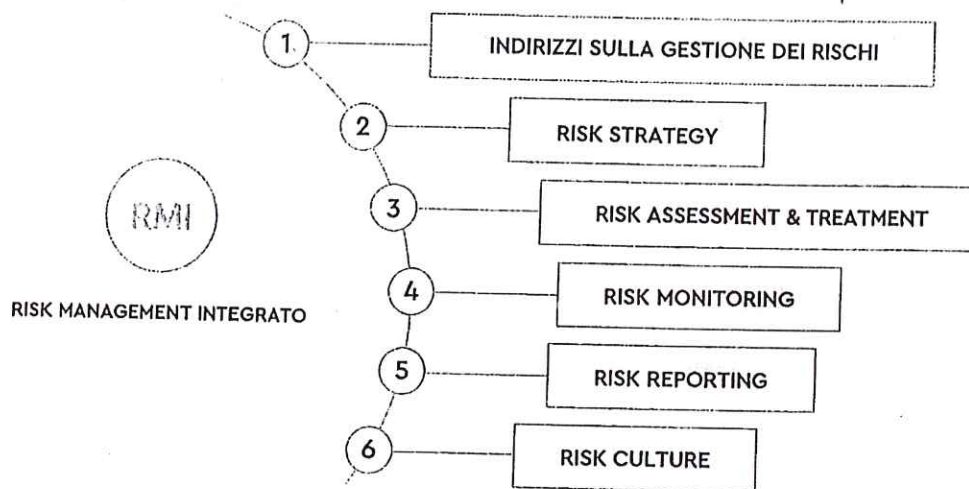 1
INDIRIZZI SULLA GESTIONE DEI RISCHI
2
RISK STRATEGY
3
RISK ASSESSMENT & TREATMENT
RMI
4
RISK MONITORING
RISK MANAGEMENT INTEGRATO
5
RISK REPORTING
6
RISK CULTURE